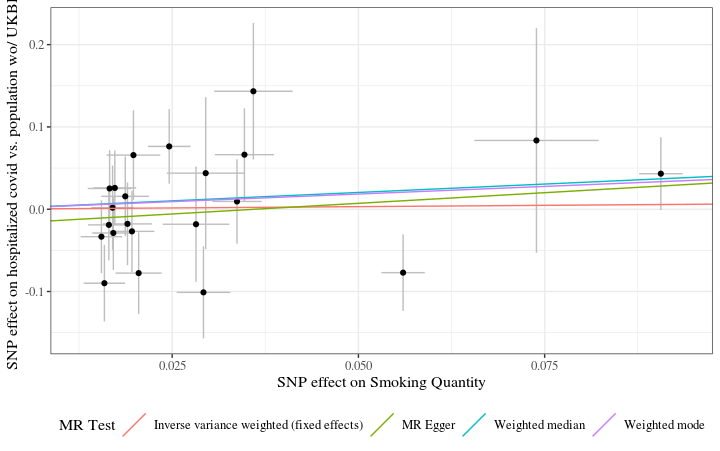 SNP effect on hospitalized covid vs. population wo/ UKBI
0.2
0.1
0.0
-0.1
0.025
0.050
0.075
SNP effect on Smoking Quantity
MR Test
Inverse variance weighted (fixed effects)
MR Egger
Weighted median
Weighted mode